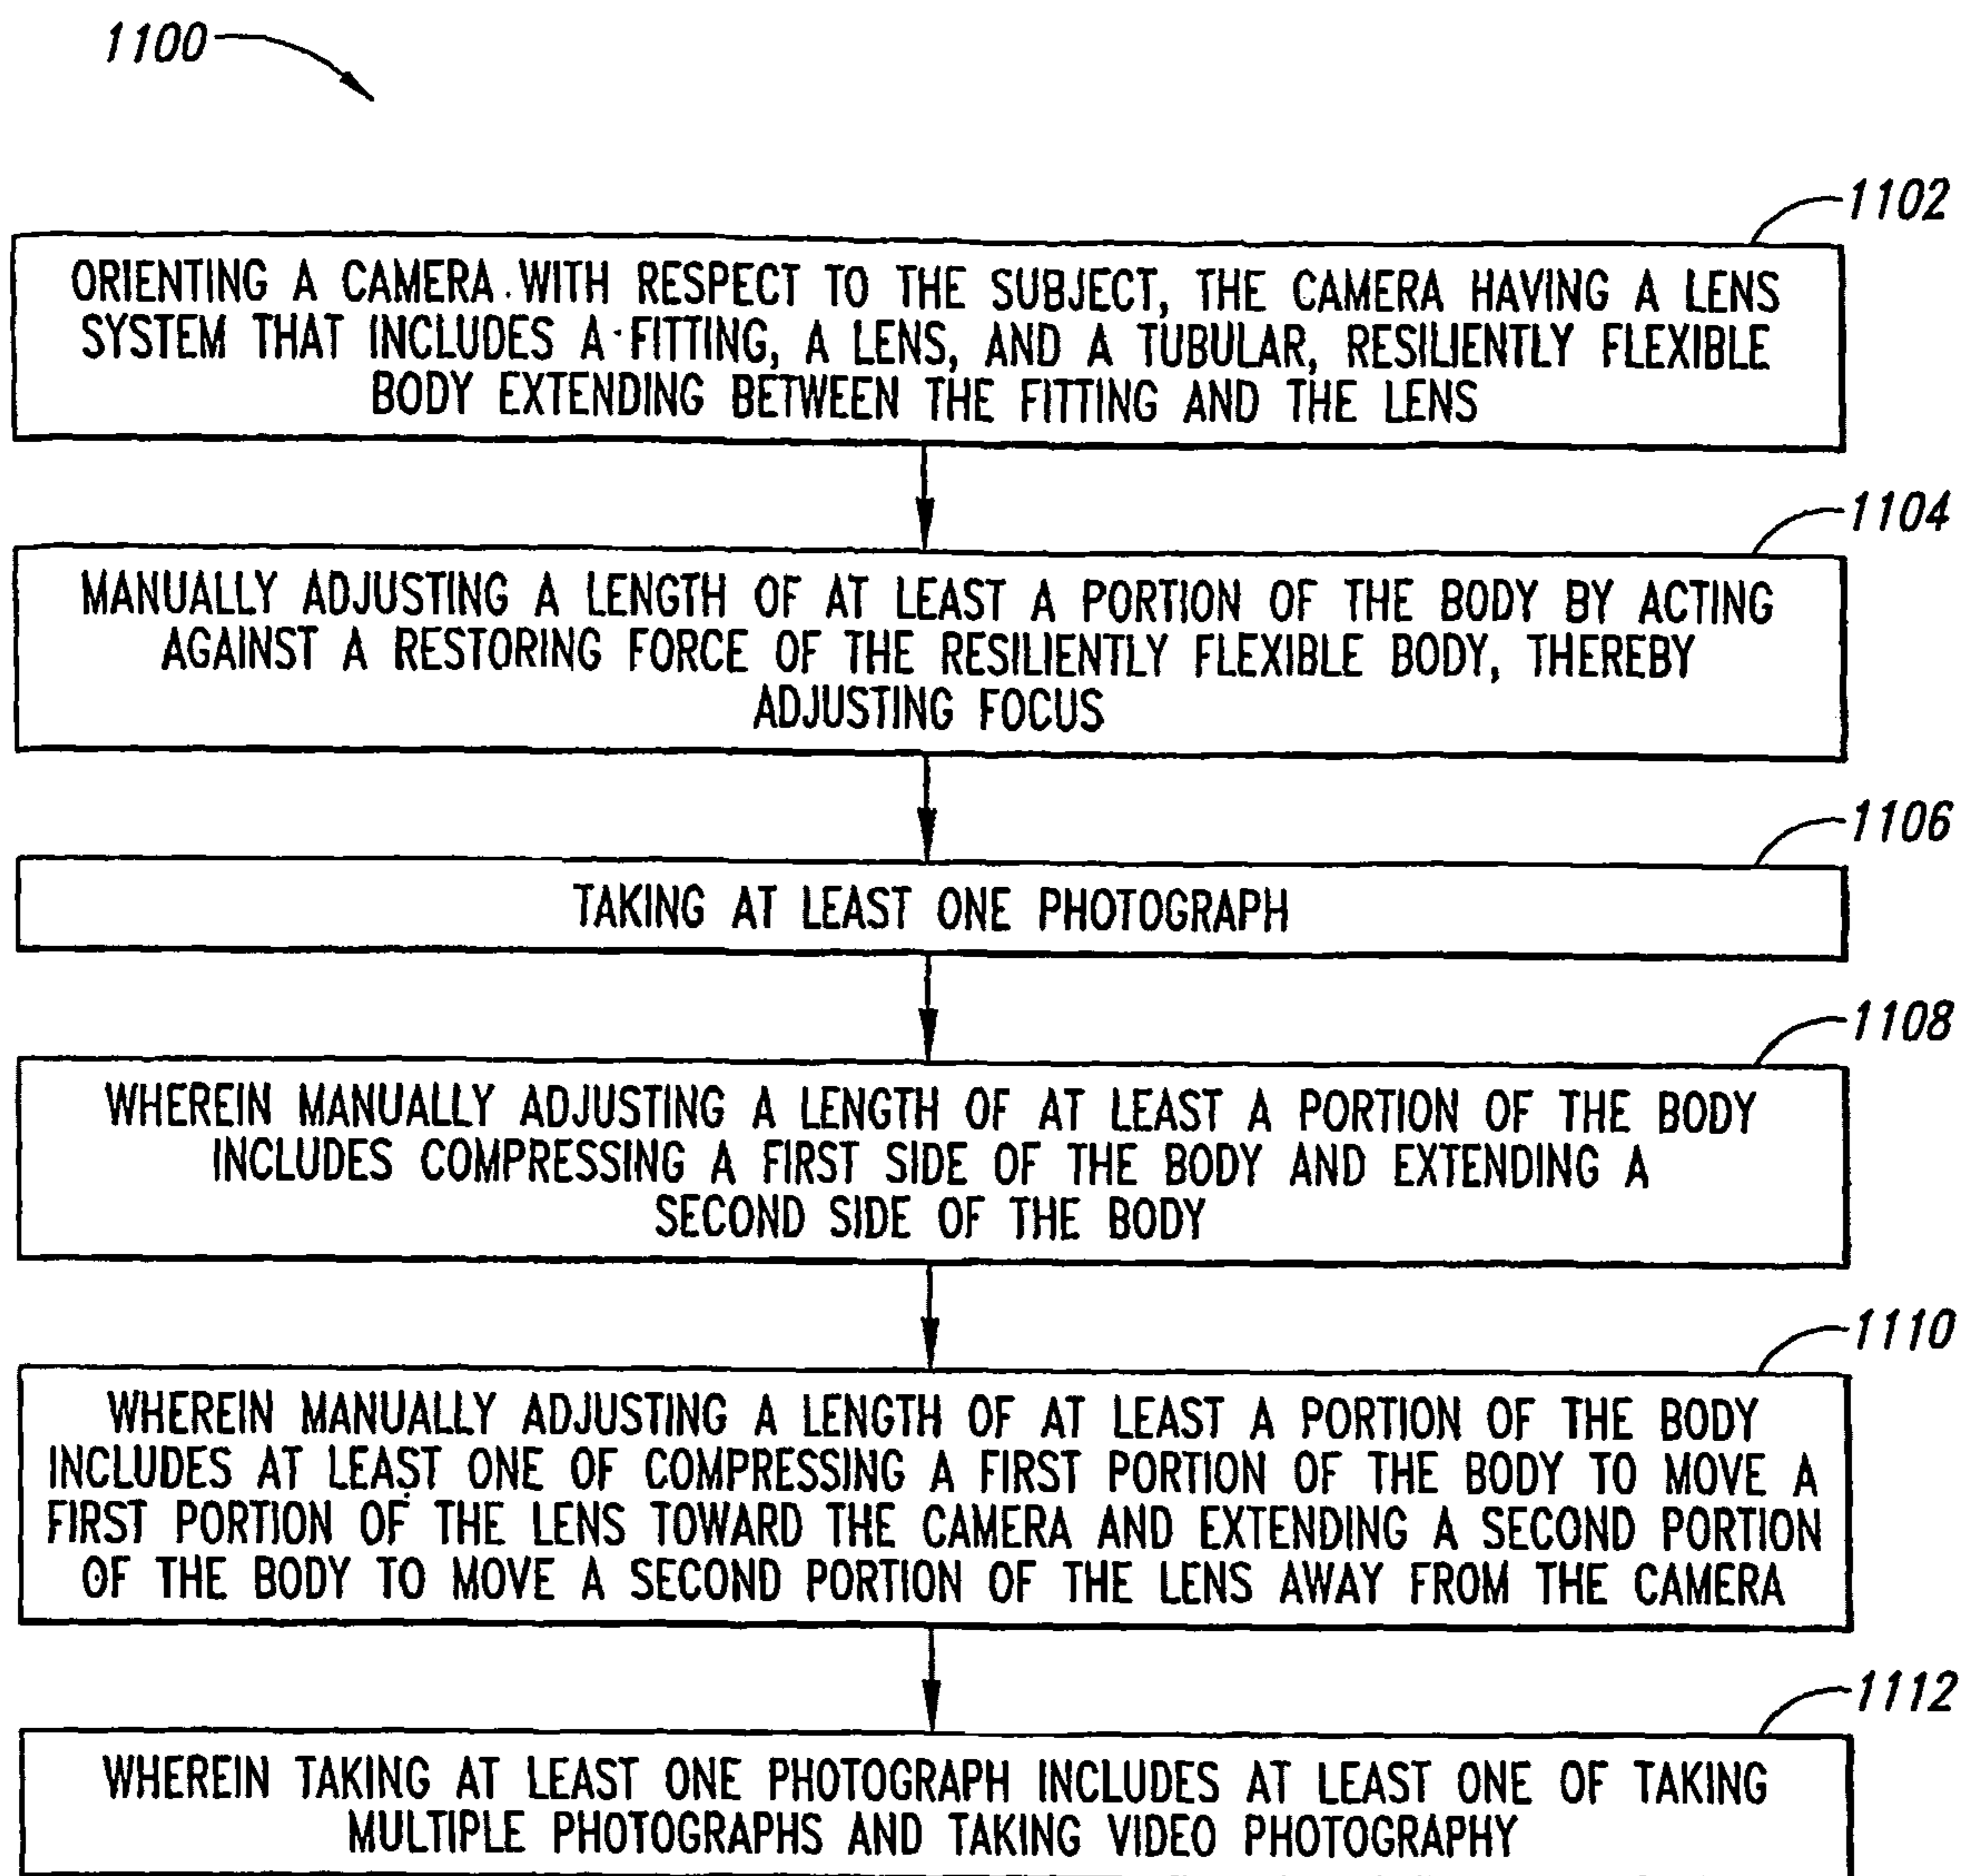 1100
1102
ORIENTING A CAMERA WITH RESPECT TO THE SUBJECT, THE CAMERA HAVING A LENS
SYSTEM THAT INCLUDES A FITTING, A LENS, AND A TUBULAR, RESILIENTLY FLEXIBLE
BODY EXTENDING BETWEEN THE FITTING AND THE LENS
1104
MANUALLY ADJUSTING A LENGTH OF AT LEAST A PORTION OF THE BODY BY ACTING
AGAINST A RESTORING FORCE OF THE RESILIENTLY FLEXIBLE BODY, THEREBY
ADJUSTING FOCUS
1106
TAKING AT LEAST ONE PHOTOGRAPH
1108
WHEREIN MANUALLY ADJUSTING A LENGTH OF AT LEAST A PORTION OF THE BODY
INCLUDES COMPRESSING A FIRST SIDE OF THE BODY AND EXTENDING A
SECOND SIDE OF THE BODY
1110
WHEREIN MANUALLY ADJUSTING A LENGTH OF AT LEAST A PORTION OF THE BODY
INCLUDES AT LEAST ONE OF COMPRESSING A FIRST PORTION OF THE BODY TO MOVE A
FIRST PORTION OF THE LENS TOWARD THE CAMERA AND EXTENDING A SECOND PORTION
OF THE BODY TO MOVE A SECOND PORTION OF THE LENS AWAY FROM THE CAMERA
1112
WHEREIN TAKING AT LEAST ONE PHOTOGRAPH INCLUDES AT LEAST ONE OF TAKING
MULTIPLE PHOTOGRAPHS AND TAKING VIDEO PHOTOGRAPHY